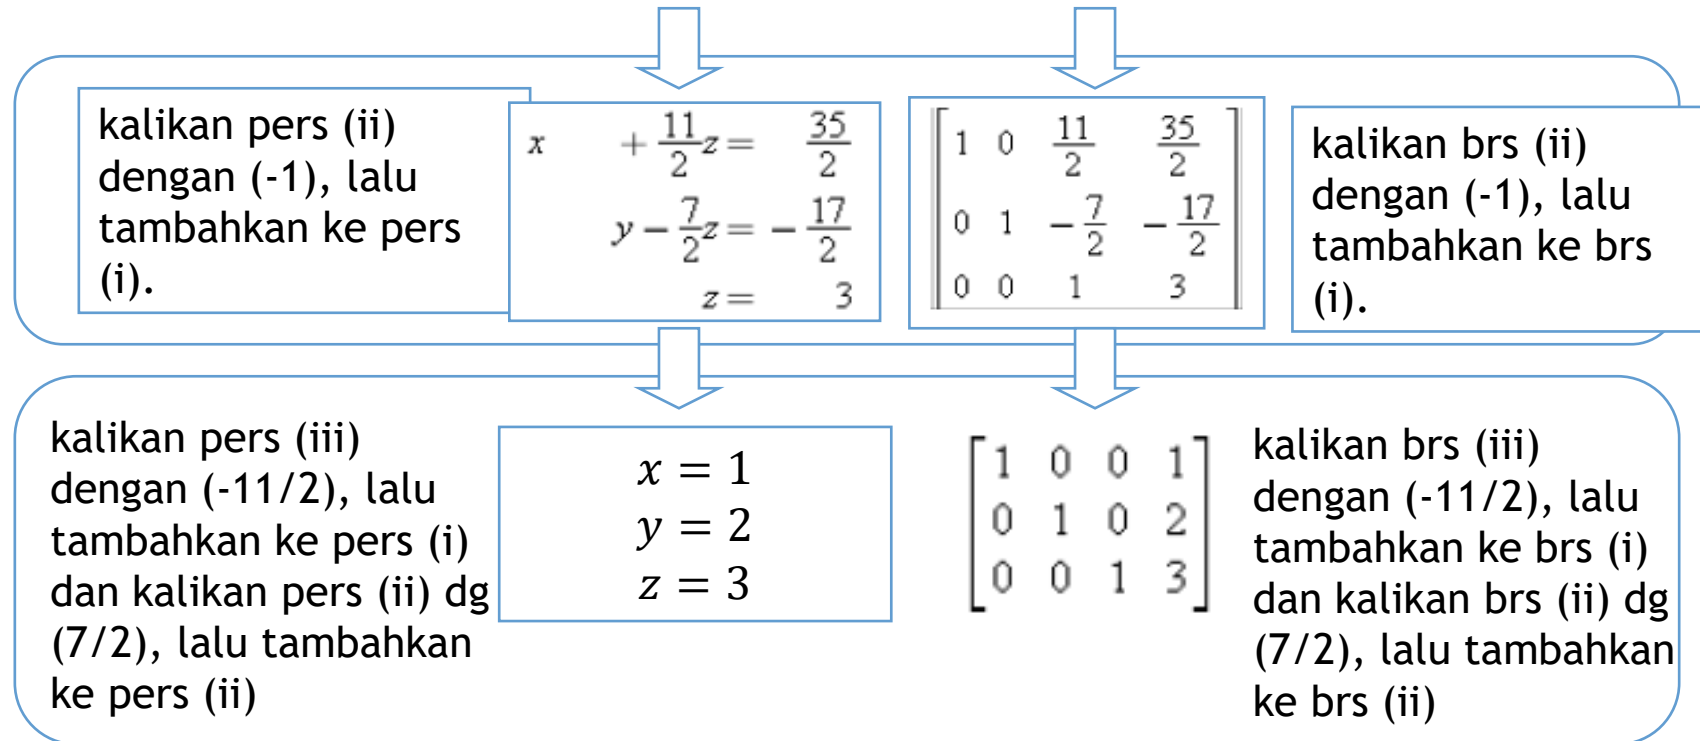 kalikan pers (ii)
dengan (-1), lalu
tambahkan ke pers
(i).
x + 11/2 z = 35/2
y − 7/2 z = − 17/2
z = 3
1 0 11/2 35/2
0 1 − 7/2 − 17/2
0 0 1 3
kalikan brs (ii)
dengan (-1), lalu
tambahkan ke brs
(i).
kalikan pers (iii)
dengan (-11/2), lalu
tambahkan ke pers (i)
dan kalikan pers (ii) dg
(7/2), lalu tambahkan
ke pers (ii)
x = 1
y = 2
z = 3
1 0 0 1
0 1 0 2
0 0 1 3
kalikan brs (iii)
dengan (-11/2), lalu
tambahkan ke brs (i)
dan kalikan brs (ii) dg
(7/2), lalu tambahkan
ke brs (ii)